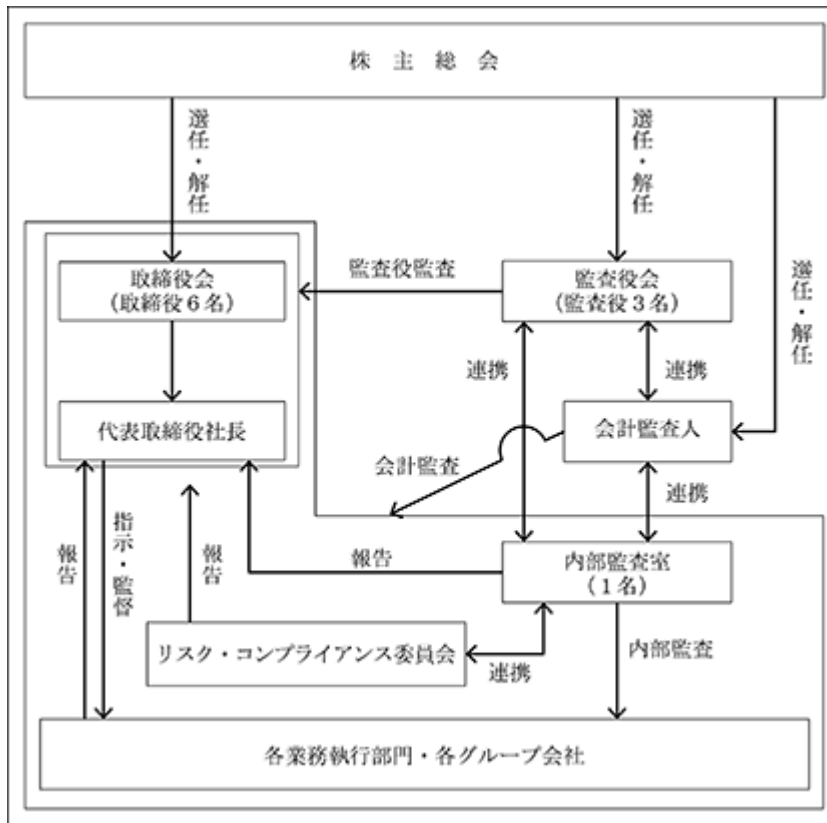 株主総会
選任・解任
選任・解任
選任・解任
取締役会
(取締役6名)
監査役監査
監査役会
(監査役3名)
連携
連携
代表取締役社長
会計監査人
会計監査
連携
報告
指示・監督
報告
報告
内部監査室
(1名)
リスク・コンプライアンス委員会
連携
内部監査
各業務執行部門・各グループ会社